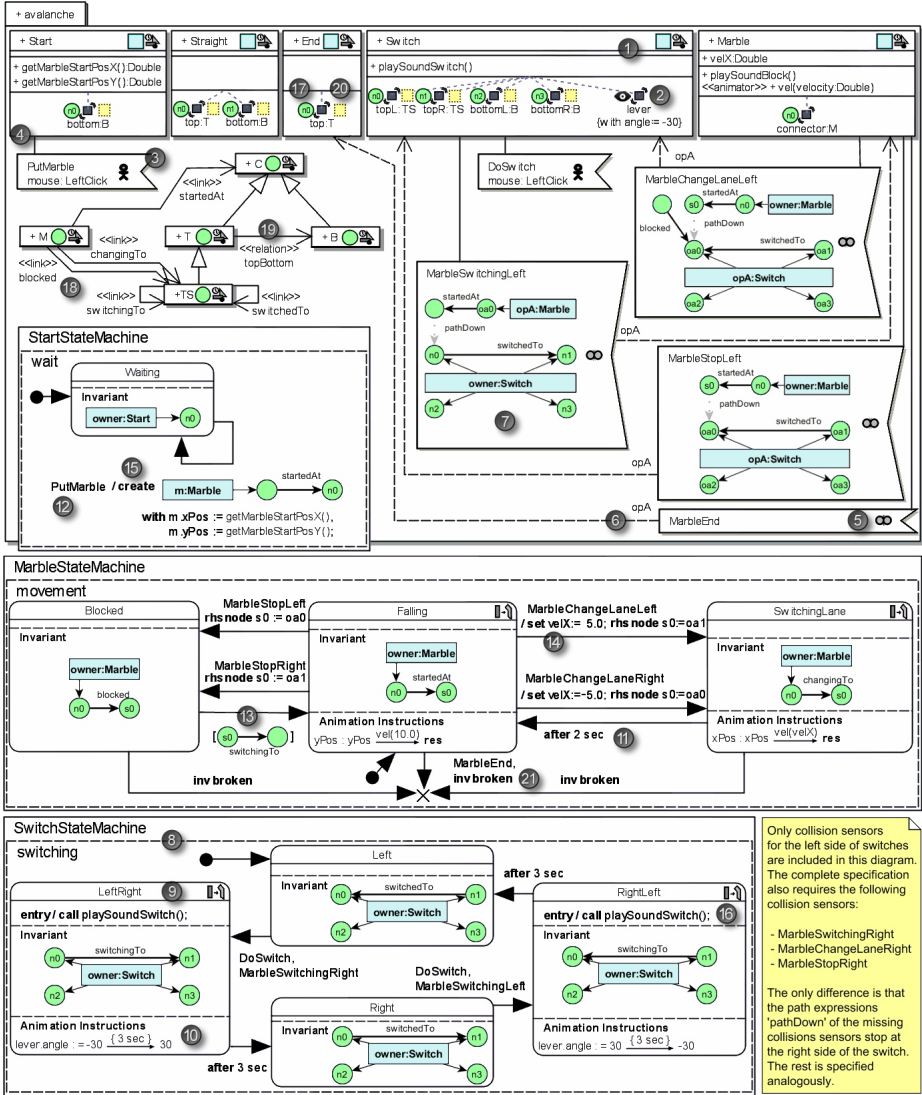 + avalanche
+ Start
+ getMarbleStartPosX():Double
+ getMarbleStartPosY():Double
n0
bottom:B
4
+ Straight
n0
n1
top:T
bottom:B
+ End
17
20
n0
top:T
+ Switch
1
+ playSoundSwitch()
n0
n1
n2
n3
2
topL:TS
topR:TS
bottomL:B
bottomR:B
lever
{with angle:= -30}
+ Marble
+ velX:Double
+ playSoundBlock()
<<animator>> + vel(velocity:Double)
n0
connector:M
PutMarble
mouse: LeftClick
3
+ C
<<link>>
startedAt
+ M
<<link>>
changingTo
<<link>>
blocked
18
+ T
19
<<relation>>
topBottom
+ B
+TS
<<link>>
switchingTo
<<link>>
switchedTo
DoSwitch
mouse: LeftClick
opA
MarbleChangeLaneLeft
startedAt
s0
n0
owner:Marble
blocked
pathDown
switchedTo
oa0
oa1
opA:Switch
oa2
oa3
opA
MarbleSwitchingLeft
startedAt
oa0
opA:Marble
pathDown
switchedTo
n0
n1
owner:Switch
n2
n3
7
MarbleStopLeft
startedAt
s0
n0
owner:Marble
pathDown
switchedTo
oa0
oa1
opA:Switch
oa2
oa3
opA
opA
6
MarbleEnd
5
StartStateMachine
wait
Waiting
Invariant
owner:Start
n0
15
PutMarble / create
12
m:Marble
startedAt
n0
with m.xPos := getMarbleStartPosX(),
m.yPos := getMarbleStartPosY();
MarbleStateMachine
movement
Blocked
Invariant
owner:Marble
blocked
n0
s0
MarbleStopLeft
rhs node s0 := oa0
MarbleStopRight
rhs node s0 := oa1
13
[ s0 ]
switchingTo
Falling
Invariant
owner:Marble
startedAt
n0
s0
Animation Instructions
yPos : yPos vel(10.0) res
MarbleChangeLaneLeft
/ set velX:= 5.0; rhs node s0:=oa1
14
MarbleChangeLaneRight
/ set velX:=-5.0; rhs node s0:=oa0
after 2 sec
11
SwitchingLane
Invariant
owner:Marble
changingTo
n0
s0
Animation Instructions
xPos : xPos vel(velX) res
inv broken
MarbleEnd,
inv broken
21
inv broken
SwitchStateMachine
8
switching
Left
Invariant
switchedTo
n0
n1
owner:Switch
n2
n3
LeftRight
9
entry / call playSoundSwitch();
Invariant
switchingTo
n0
n1
owner:Switch
n2
n3
Animation Instructions
10
lever.angle : = -30 { 3 sec } 30
DoSwitch,
MarbleSwitchingRight
after 3 sec
Right
Invariant
switchedTo
n0
n1
owner:Switch
n2
n3
DoSwitch,
MarbleSwitchingLeft
after 3 sec
RightLeft
entry / call playSoundSwitch();
16
Invariant
switchingTo
n0
n1
owner:Switch
n2
n3
Animation Instructions
lever.angle : = 30 { 3 sec } -30
Only collision sensors
for the left side of switches
are included in this diagram.
The complete specification
also requires the following
collision sensors:
- MarbleSwitchingRight
- MarbleChangeLaneRight
- MarbleStopRight
The only difference is that
the path expressions
'pathDown' of the missing
collisions sensors stop at
the right side of the switch.
The rest is specified
analogously.